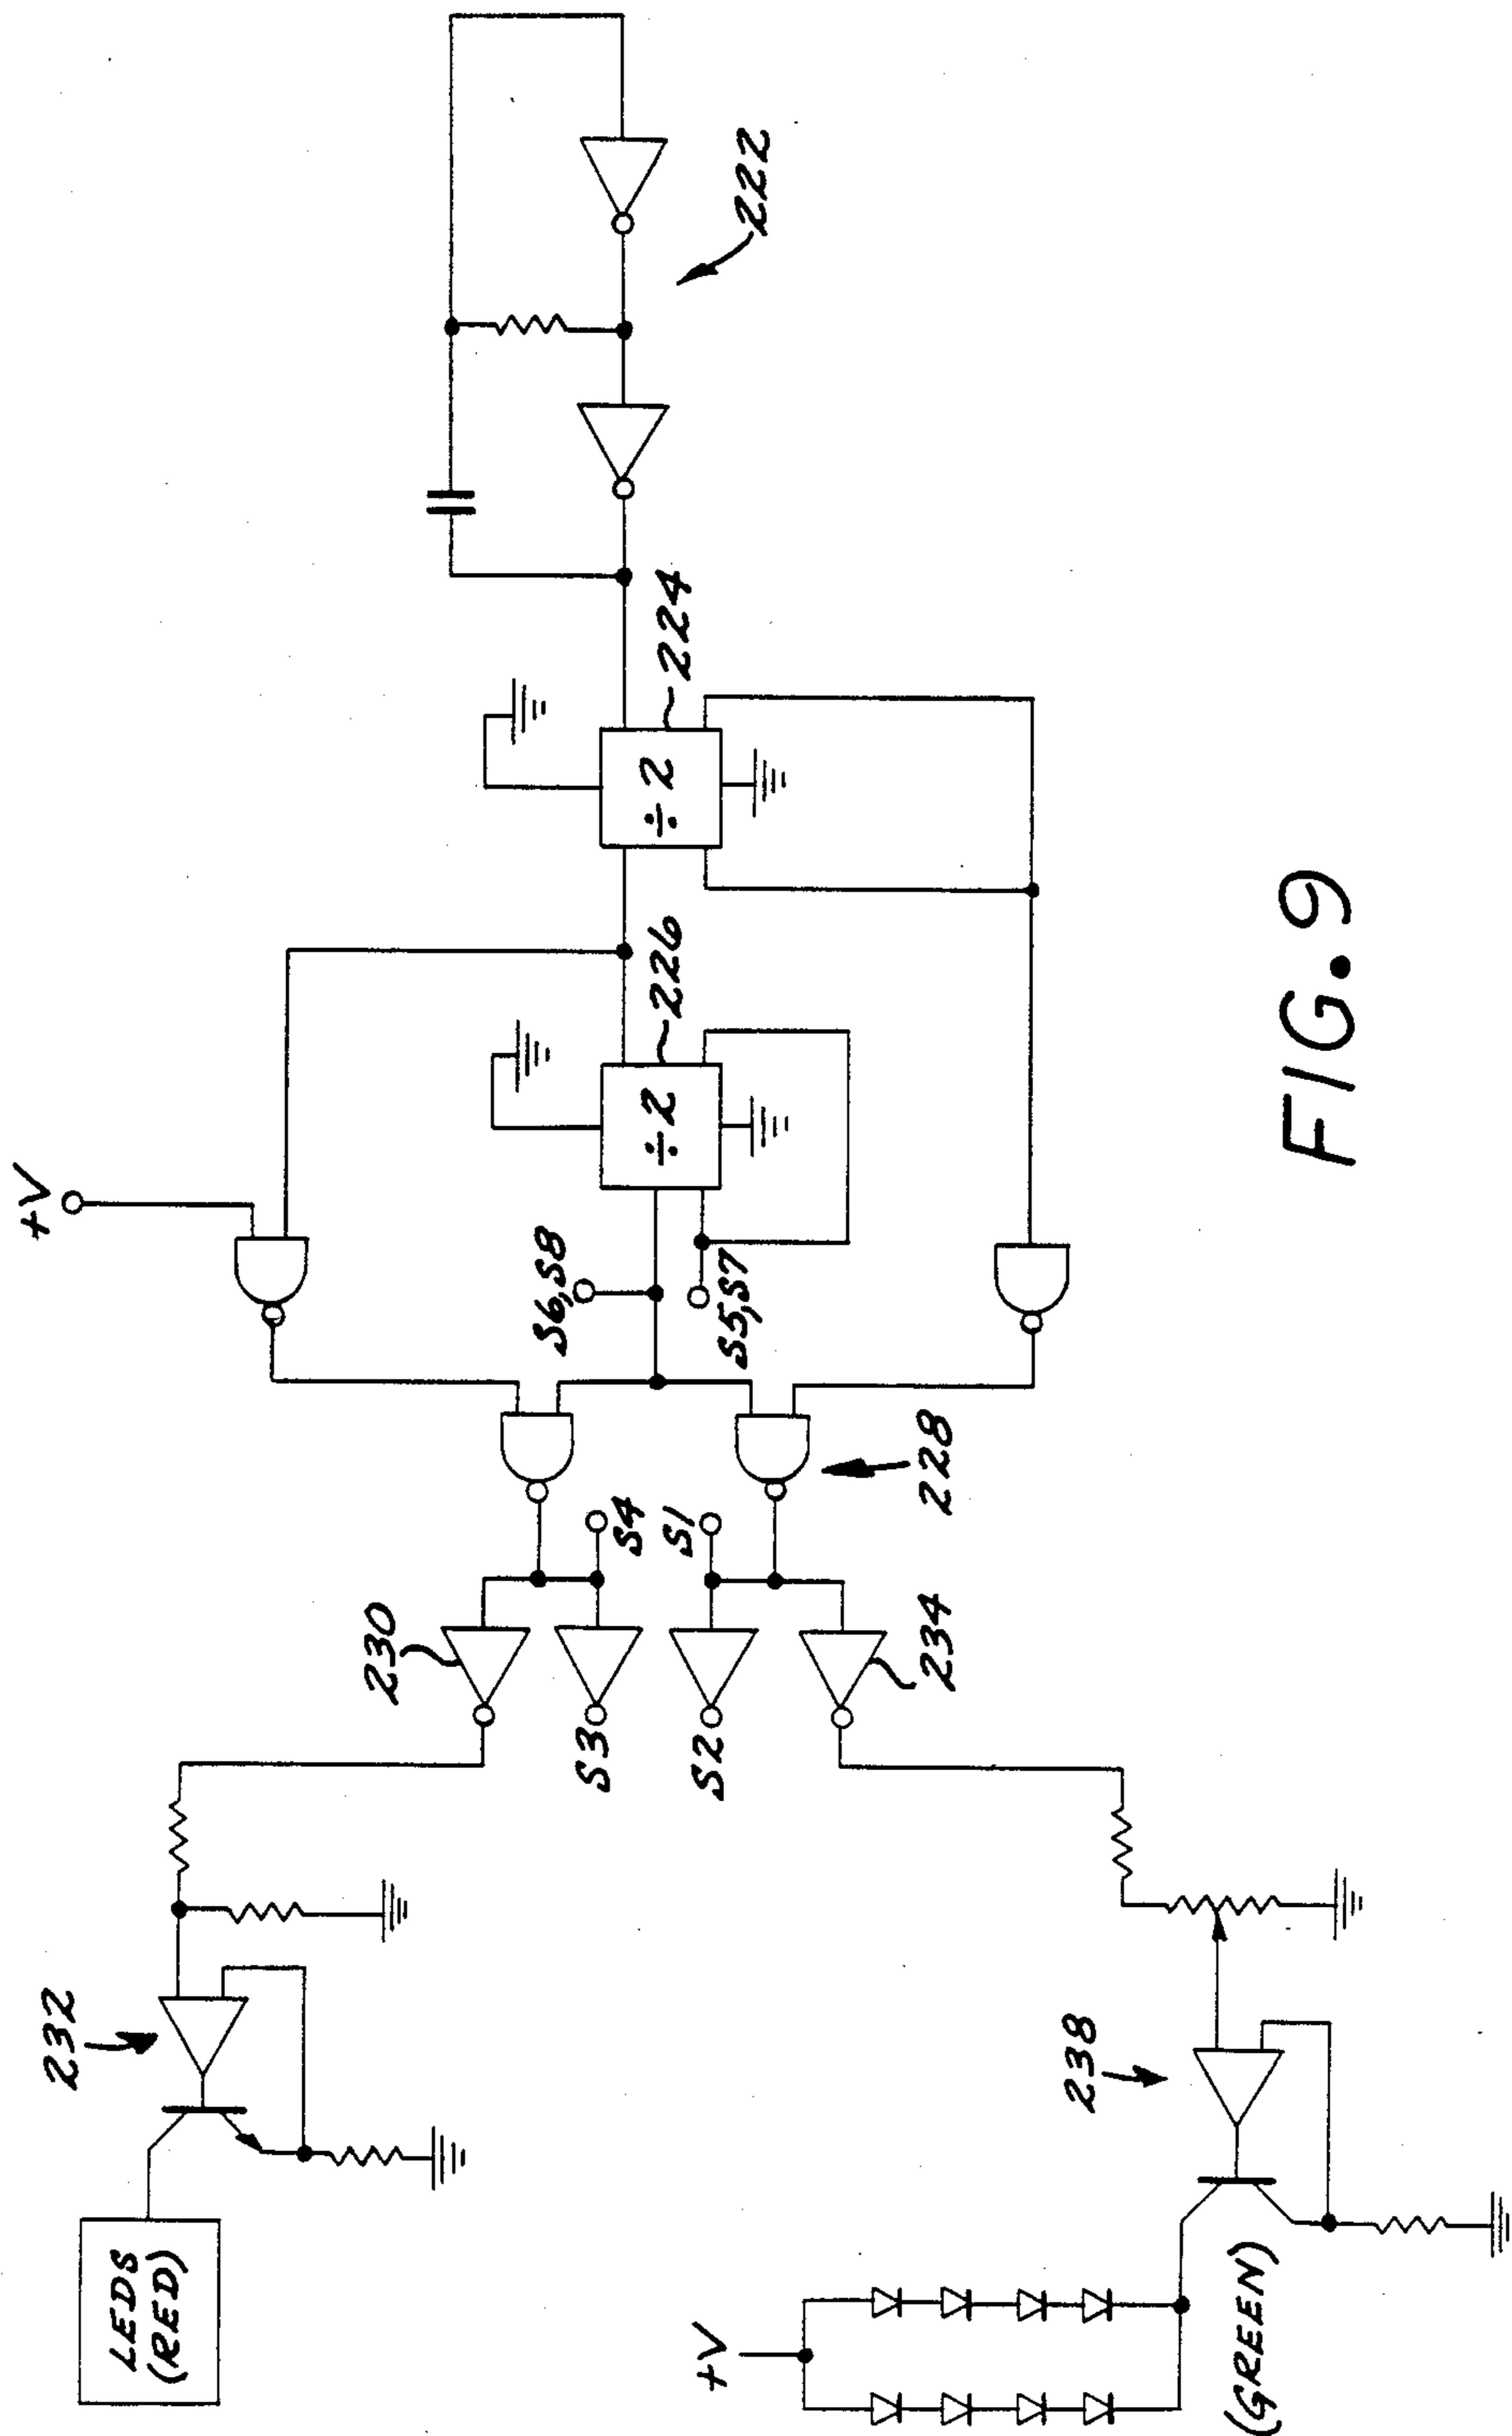 222
224
226
÷2
÷2
+V
S6,S8
S5,S7
228
S4
S1
230
234
S3
S2
232
238
LEDS
(RED)
+V
(GREEN)
FIG.9